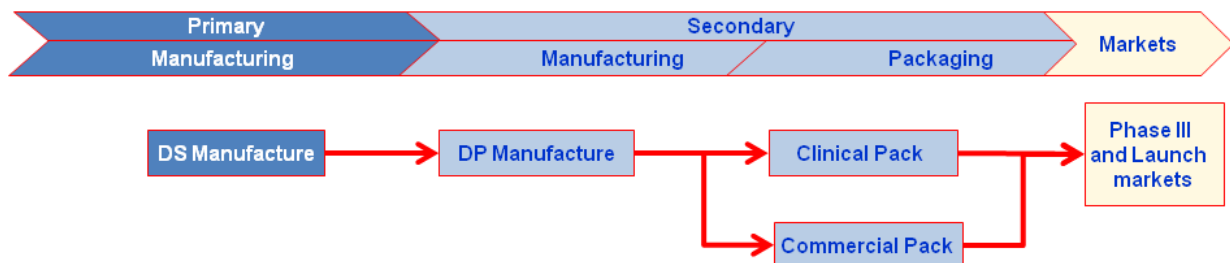 Primary
Manufacturing
Secondary
Manufacturing
Packaging
Markets
DS Manufacture
DP Manufacture
Clinical Pack
Commercial Pack
Phase III
and Launch
markets